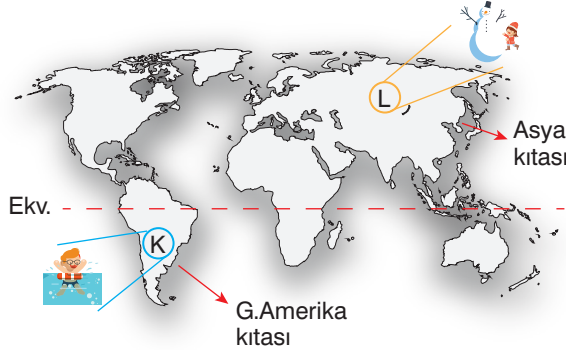 L
Asya
kıtası
Ekv.
K
G.Amerika
kıtası